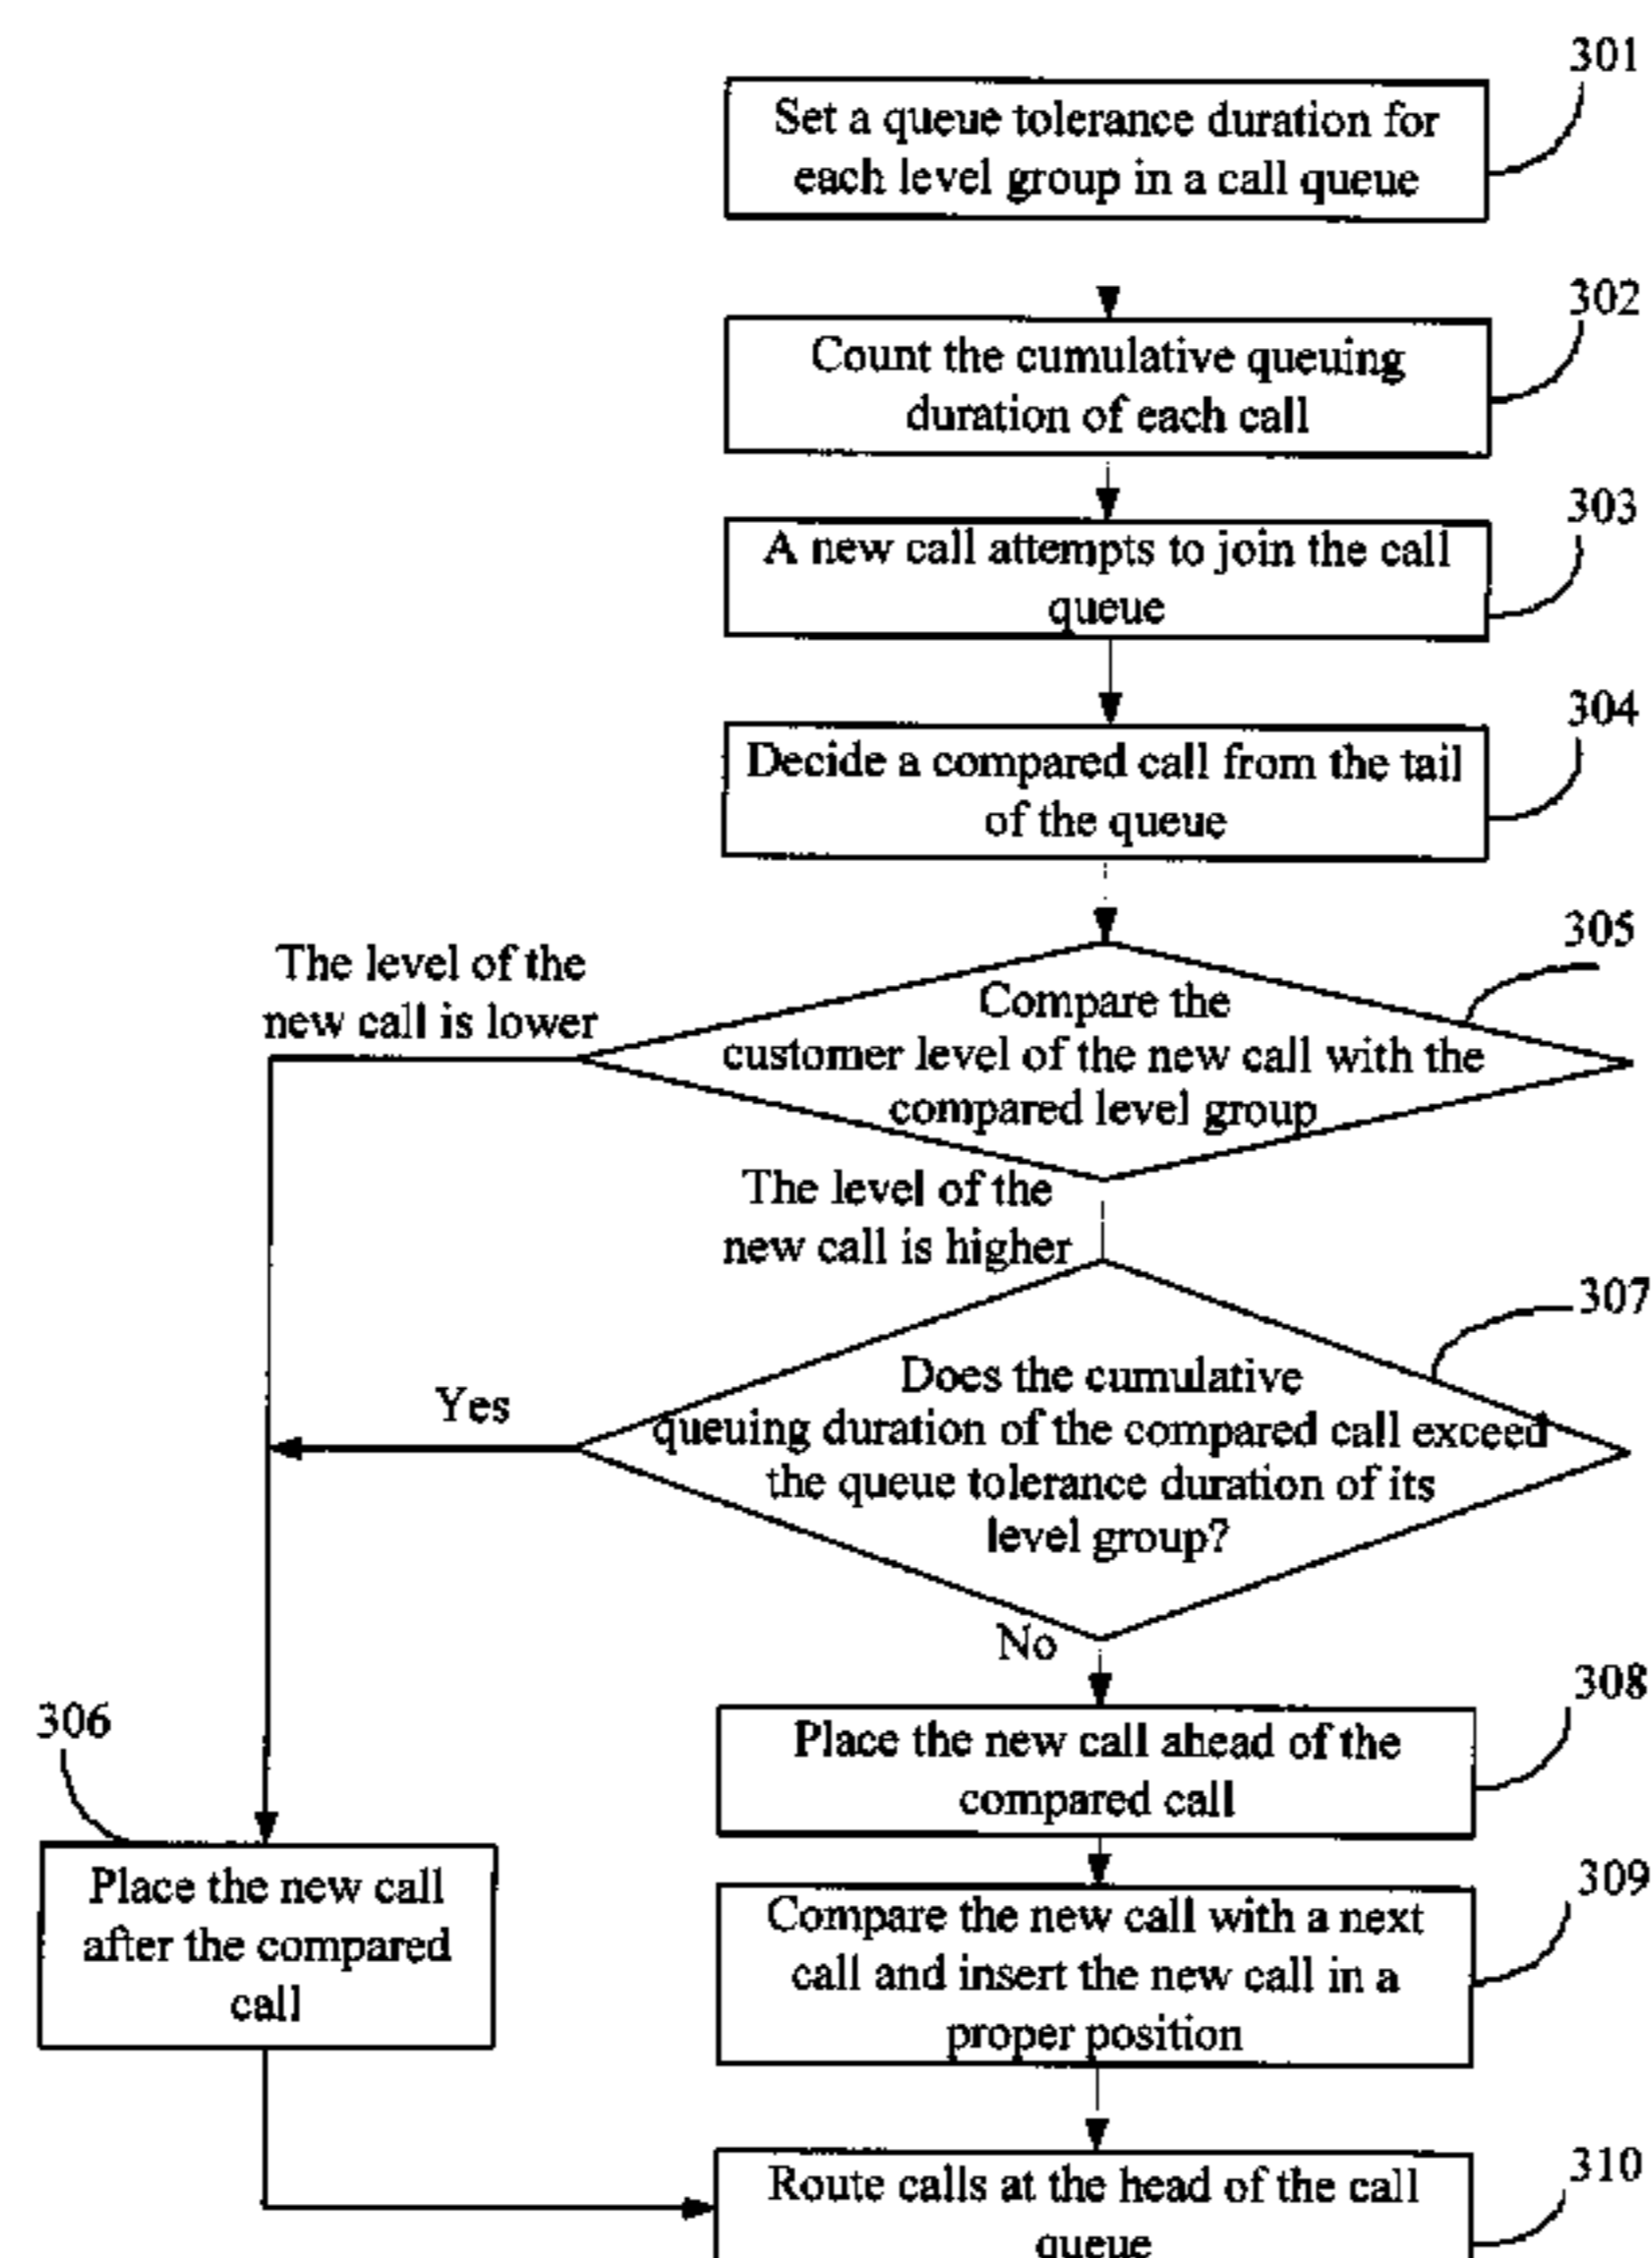 301
Set a queue tolerance duration for
each level group in a call queue
302
Count the cumulative queuing
duration of each call
303
A new call attempts to join the call
queue
304
Decide a compared call from the tail
of the queue
305
The level of the
new call is lower
Compare the
customer level of the new call with the
compared level group
The level of the
new call is higher
307
Does the cumulative
queuing duration of the compared call exceed
the queue tolerance duration of its
level group?
Yes
No
308
Place the new call ahead of the
compared call
306
Place the new call
after the compared
call
309
Compare the new call with a next
call and insert the new call in a
proper position
310
Route calls at the head of the call
queue